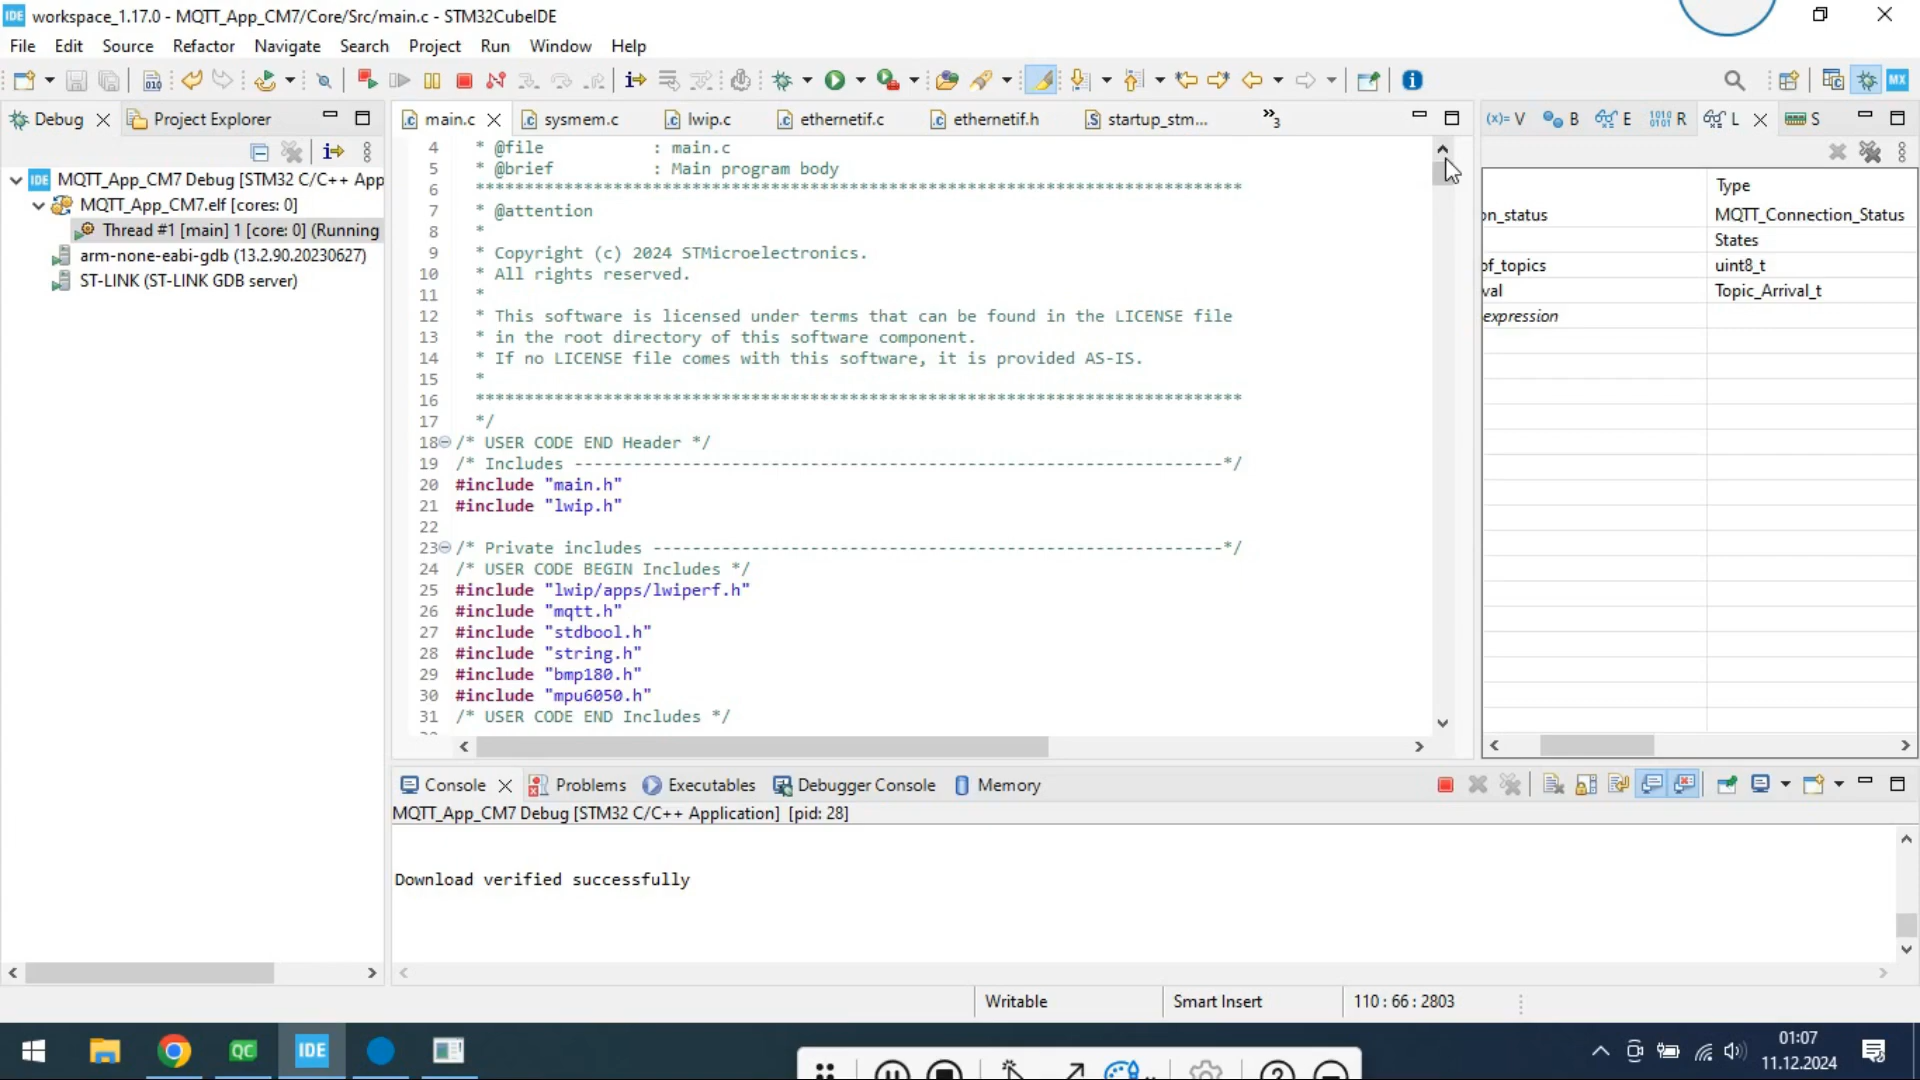 IDE workspace_1.17.0 - MQTT_App_CM7/Core/Src/main.c - STM32CubeIDE
File Edit Source Refactor Navigate Search Project Run Window Help
MX
Debug Project Explorer
main.c sysmem.c lwip.c ethernetif.c ethernetif.h startup_stm... »3
(x)= V B E 1010 0101 R L S
IDE MQTT_App_CM7 Debug [STM32 C/C++ App
MQTT_App_CM7.elf [cores: 0]
Thread #1 [main] 1 [core: 0] (Running
arm-none-eabi-gdb (13.2.90.20230627)
ST-LINK (ST-LINK GDB server)
4 * @file : main.c
5 * @brief : Main program body
6 ******************************************************************************
7 * @attention
8 *
9 * Copyright (c) 2024 STMicroelectronics.
10 * All rights reserved.
11 *
12 * This software is licensed under terms that can be found in the LICENSE file
13 * in the root directory of this software component.
14 * If no LICENSE file comes with this software, it is provided AS-IS.
15 *
16 ******************************************************************************
17 */
18 /* USER CODE END Header */
19 /* Includes ------------------------------------------------------------------*/
20 #include "main.h"
21 #include "lwip.h"
22
23 /* Private includes ----------------------------------------------------------*/
24 /* USER CODE BEGIN Includes */
25 #include "lwip/apps/lwiperf.h"
26 #include "mqtt.h"
27 #include "stdbool.h"
28 #include "string.h"
29 #include "bmp180.h"
30 #include "mpu6050.h"
31 /* USER CODE END Includes */
Type
on_status MQTT_Connection_Status
States
of_topics uint8_t
val Topic_Arrival_t
expression
Console Problems Executables Debugger Console Memory
MQTT_App_CM7 Debug [STM32 C/C++ Application] [pid: 28]
Download verified successfully
Writable Smart Insert 110 : 66 : 2803
QC IDE
01:07
11.12.2024